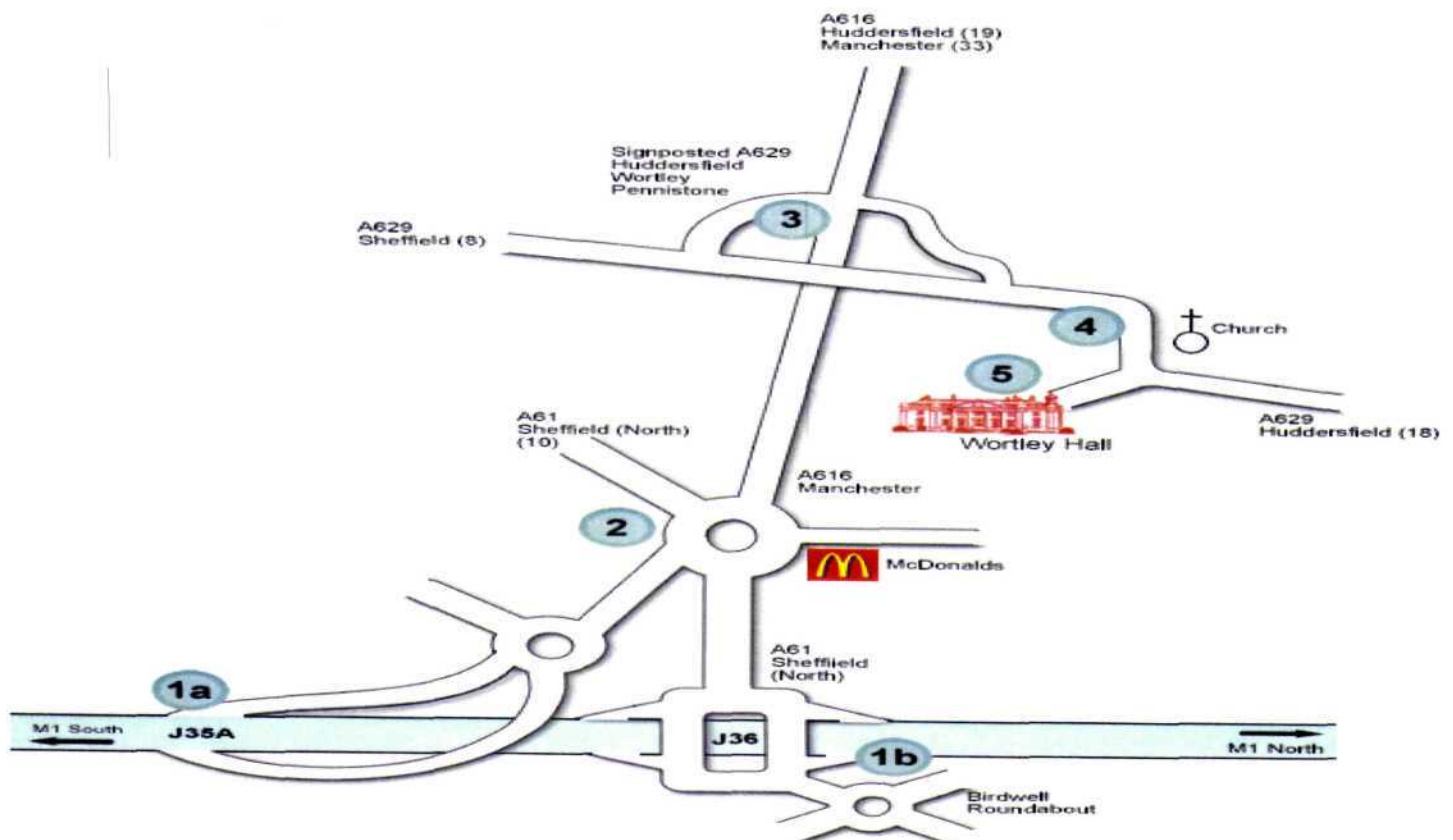 A616
Huddersfield (19)
Manchester (33)
Signposted A629
Huddersfield
Wortley
Pennistone
3
A629
Sheffield (8)
4
Church
5
Wortley Hall
A629
Huddersfield (18)
A61
Sheffield (North)
(10)
A616
Manchester
2
McDonalds
A61
Sheffiield
(North)
1a
M1 South
J35A
J36
M1 North
1b
Birdwell
Roundabout